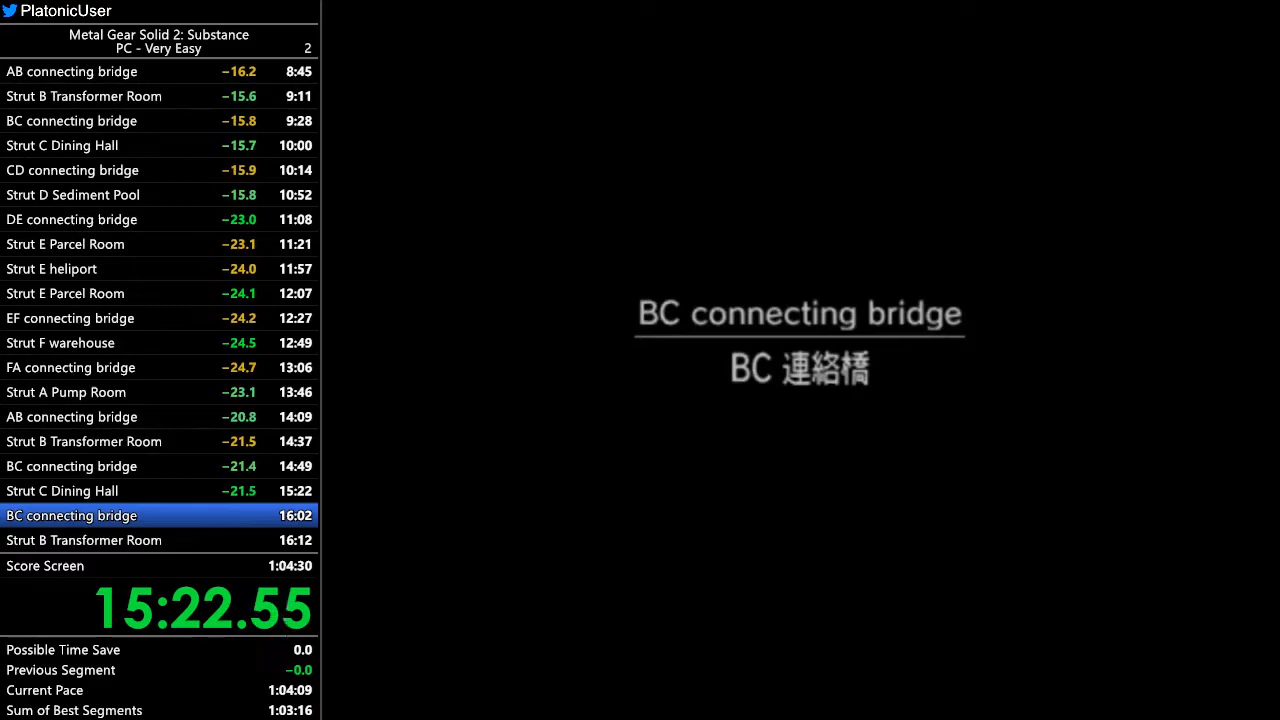 PlatonicUser
Metal Gear Solid 2: Substance
PC - Very Easy 2
AB connecting bridge −16.2 8:45
Strut B Transformer Room −15.6 9:11
BC connecting bridge −15.8 9:28
Strut C Dining Hall −15.7 10:00
CD connecting bridge −15.9 10:14
Strut D Sediment Pool −15.8 10:52
DE connecting bridge −23.0 11:08
Strut E Parcel Room −23.1 11:21
Strut E heliport −24.0 11:57
Strut E Parcel Room −24.1 12:07
EF connecting bridge −24.2 12:27
Strut F warehouse −24.5 12:49
FA connecting bridge −24.7 13:06
Strut A Pump Room −23.1 13:46
AB connecting bridge −20.8 14:09
Strut B Transformer Room −21.5 14:37
BC connecting bridge −21.4 14:49
Strut C Dining Hall −21.5 15:22
BC connecting bridge 16:02
Strut B Transformer Room 16:12
Score Screen 1:04:30
15:22.55
Possible Time Save 0.0
Previous Segment −0.0
Current Pace 1:04:09
Sum of Best Segments 1:03:16
BC connecting bridge
BC 連絡橋